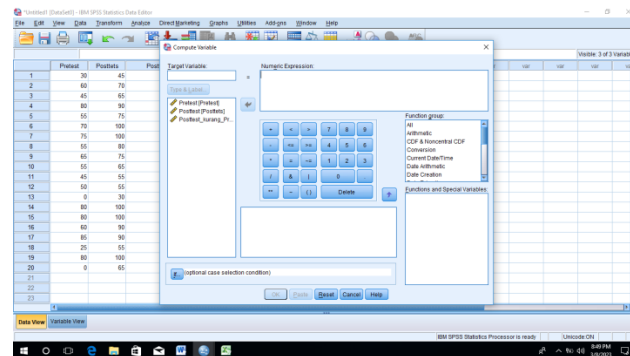 *Untitled1 [DataSet0] - IBM SPSS Statistics Data Editor
File Edit View Data Transform Analyze Direct Marketing Graphs Utilities Add-ons Window Help
Compute Variable
Visible: 3 of 3 Variabl
Pretest Posttets Postt var var var
Target Variable: Numeric Expression:
=
Type & Label...
Pretest [Pretest]
Posttest [Posttets]
Posttest_kurang_Pr...
+ < > 7 8 9
- <= >= 4 5 6
* = ~= 1 2 3
/ & | 0 .
** ~ ( ) Delete
Function group:
All
Arithmetic
CDF & Noncentral CDF
Conversion
Current Date/Time
Date Arithmetic
Date Creation
Functions and Special Variables:
If... (optional case selection condition)
OK Paste Reset Cancel Help
1 30 45
2 60 70
3 45 65
4 80 90
5 55 75
6 70 100
7 75 100
8 55 80
9 65 75
10 55 65
11 45 55
12 50 55
13 0 30
14 80 100
15 80 100
16 60 90
17 85 90
18 25 55
19 80 100
20 0 65
21
22
23
Data View Variable View
IBM SPSS Statistics Processor is ready Unicode:ON
8:49 PM
3/9/2025